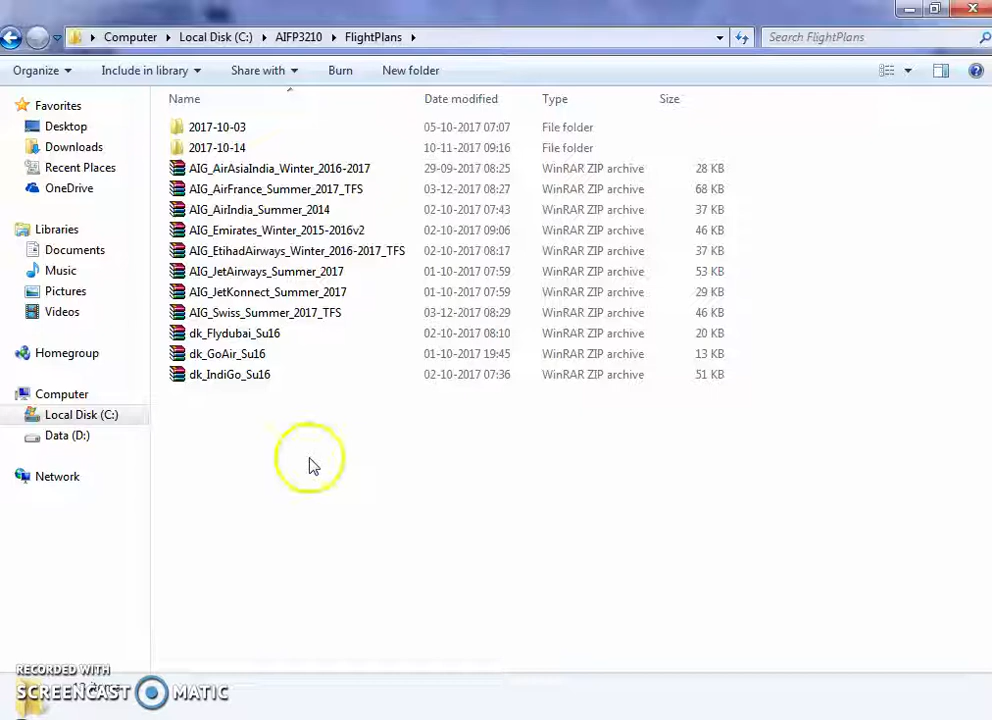 Computer Local Disk (C:) AIFP3210 FlightPlans Search FlightPlans
Organize Include in library Share with Burn New folder
Name Date modified Type Size
Favorites
Desktop
Downloads
Recent Places
OneDrive
Libraries
Documents
Music
Pictures
Videos
Homegroup
Computer
Local Disk (C:)
Data (D:)
Network
2017-10-03 05-10-2017 07:07 File folder
2017-10-14 10-11-2017 09:16 File folder
AIG_AirAsiaIndia_Winter_2016-2017 29-09-2017 08:25 WinRAR ZIP archive 28 KB
AIG_AirFrance_Summer_2017_TFS 03-12-2017 08:27 WinRAR ZIP archive 68 KB
AIG_AirIndia_Summer_2014 02-10-2017 07:43 WinRAR ZIP archive 37 KB
AIG_Emirates_Winter_2015-2016v2 02-10-2017 09:06 WinRAR ZIP archive 46 KB
AIG_EtihadAirways_Winter_2016-2017_TFS 02-10-2017 08:17 WinRAR ZIP archive 37 KB
AIG_JetAirways_Summer_2017 01-10-2017 07:59 WinRAR ZIP archive 53 KB
AIG_JetKonnect_Summer_2017 01-10-2017 07:59 WinRAR ZIP archive 29 KB
AIG_Swiss_Summer_2017_TFS 03-12-2017 08:29 WinRAR ZIP archive 46 KB
dk_Flydubai_Su16 02-10-2017 08:10 WinRAR ZIP archive 20 KB
dk_GoAir_Su16 01-10-2017 19:45 WinRAR ZIP archive 13 KB
dk_IndiGo_Su16 02-10-2017 07:36 WinRAR ZIP archive 51 KB
RECORDED WITH
SCREENCAST MATIC